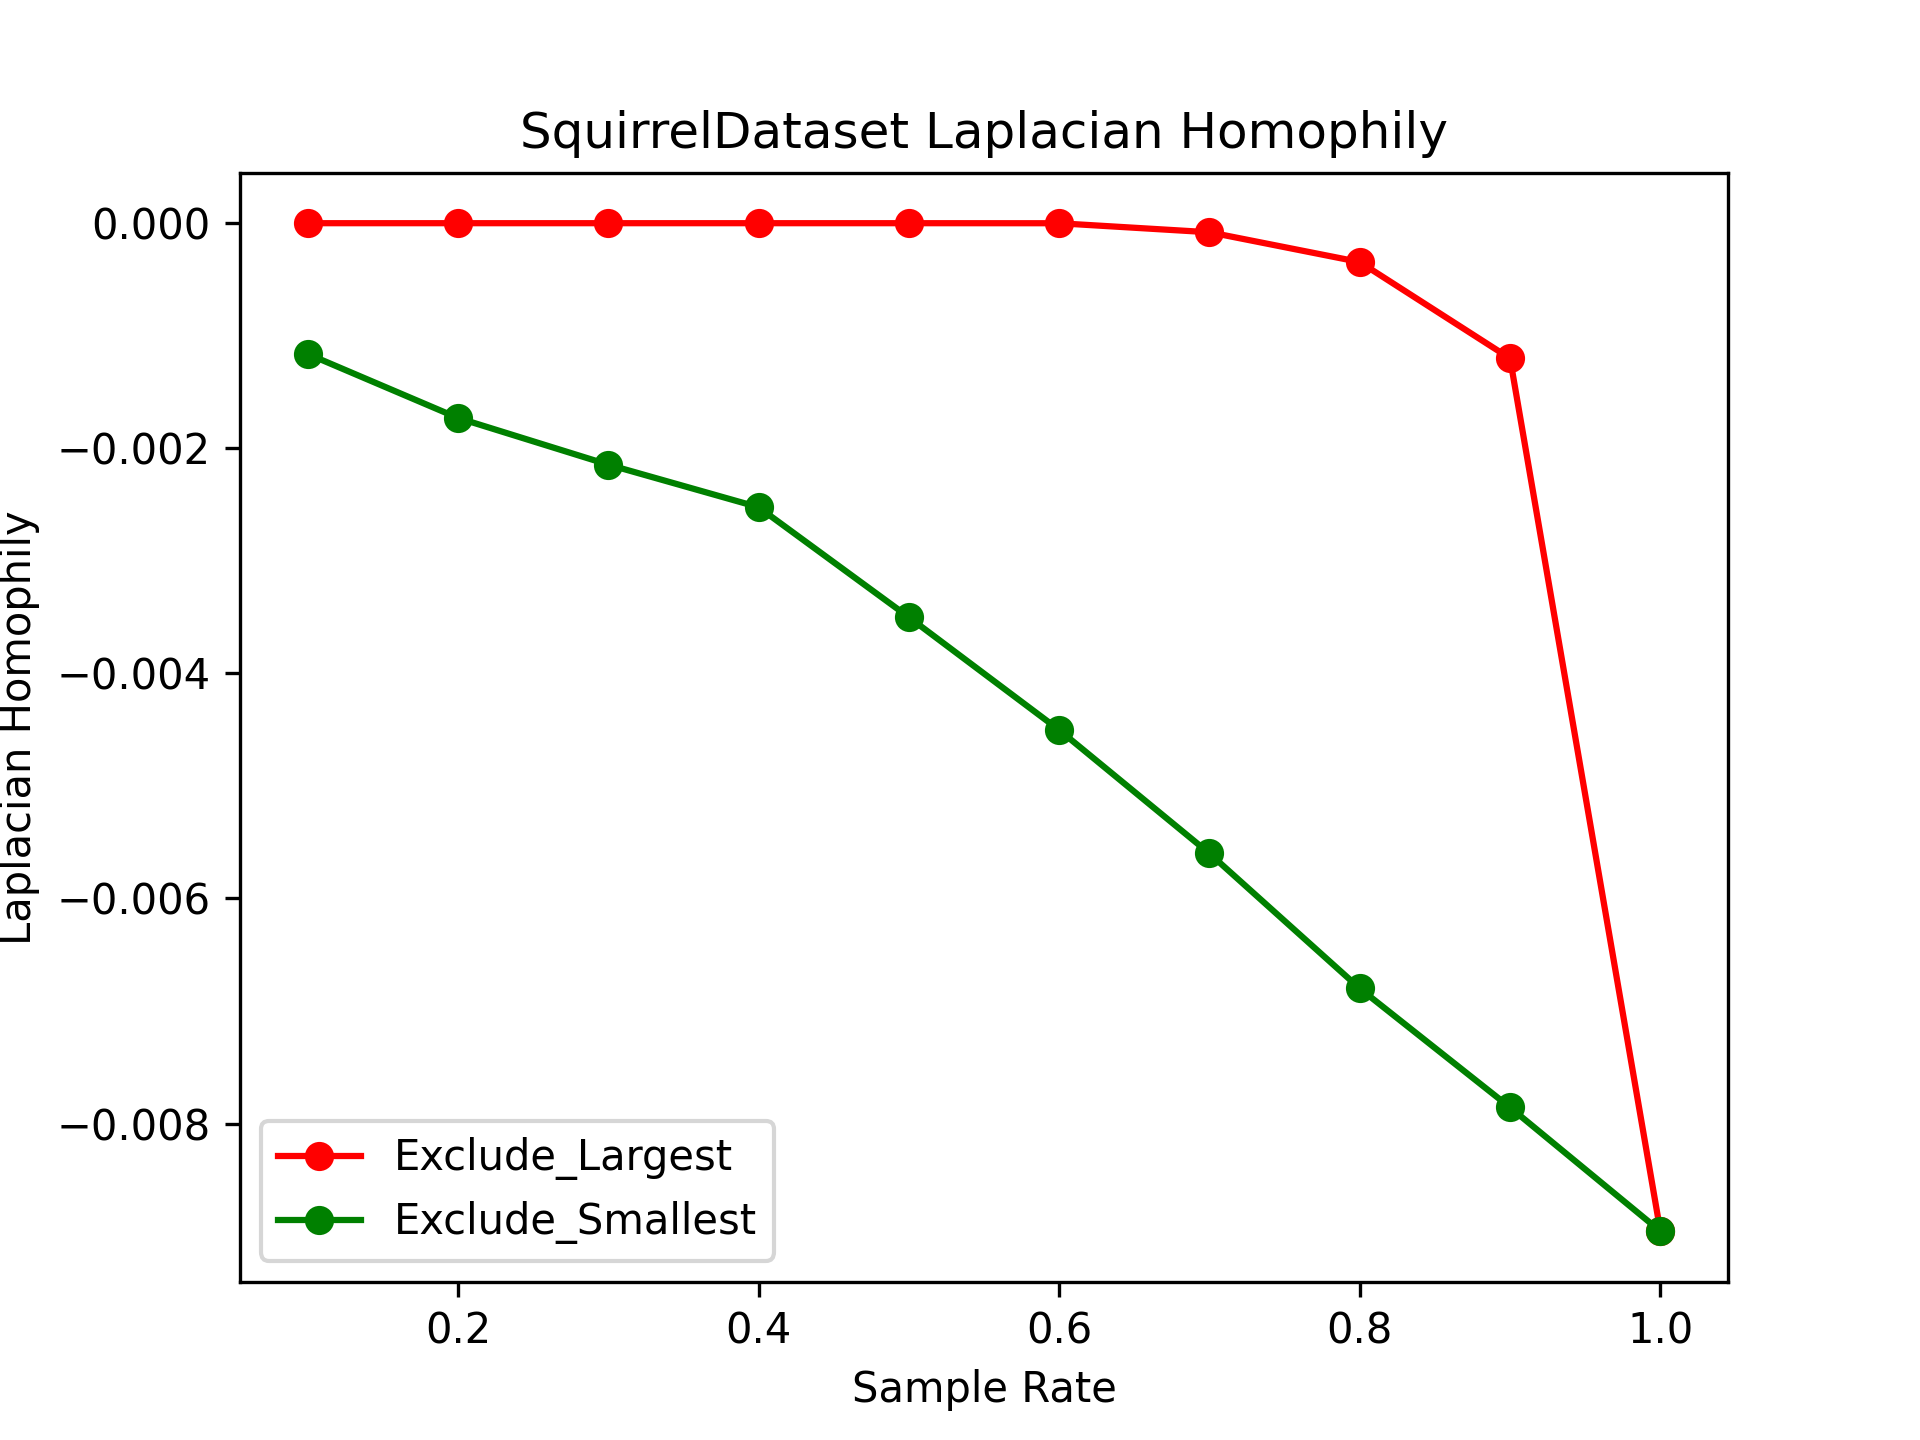 SquirrelDataset Laplacian Homophily
0.000
−0.002
−0.004
−0.006
−0.008
Laplacian Homophily
Exclude_Largest
Exclude_Smallest
0.2
0.4
0.6
0.8
1.0
Sample Rate